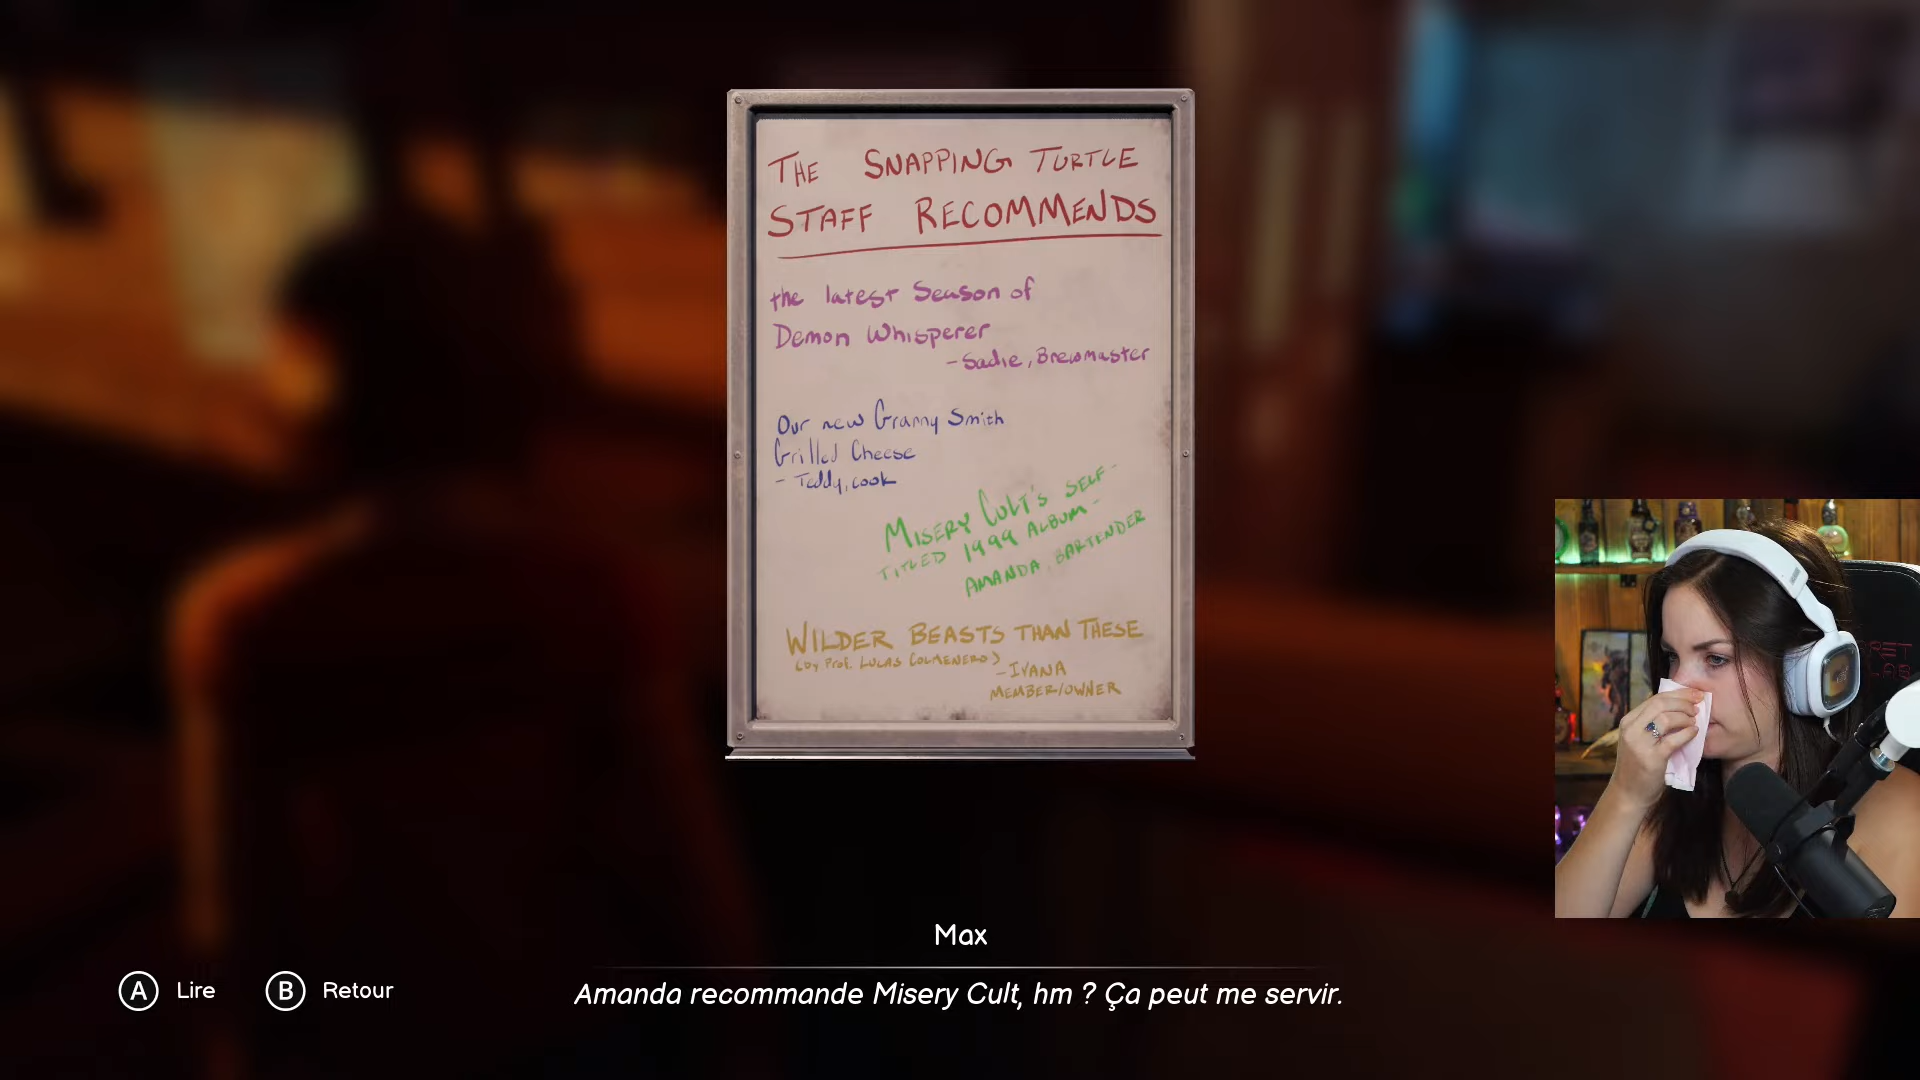 THE SNAPPING TURTLE
STAFF RECOMMENDS
the latest Season of
Demon Whisperer
- Sadie, Brewmaster
Our new Granny Smith
Grilled Cheese
- Teddy, cook
MISERY CULT'S SELF-
TITLED 1999 ALBUM -
AMANDA, BARTENDER
WILDER BEASTS THAN THESE
(by PROF. LUCAS COLMENERO)
- IVANA
MEMBER/OWNER
Max
Amanda recommande Misery Cult, hm ? Ça peut me servir.
A Lire
B Retour